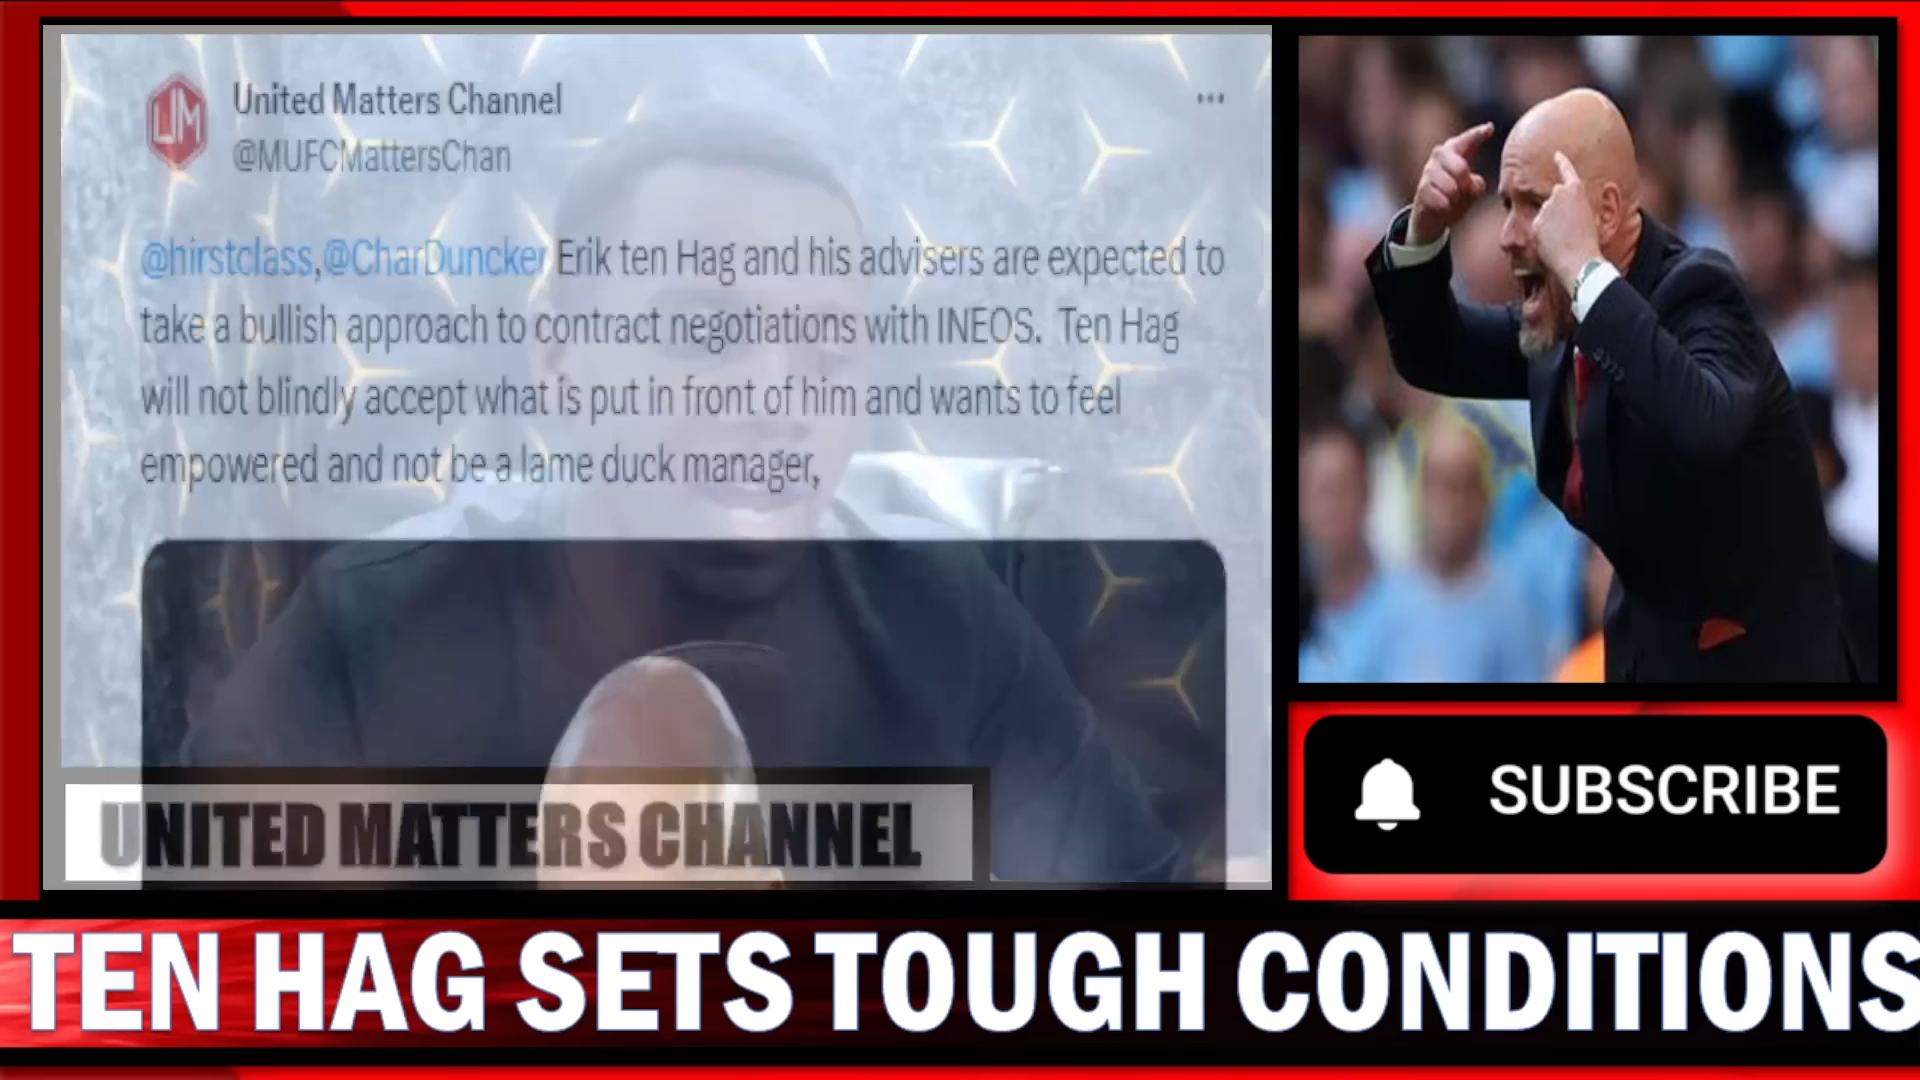 United Matters Channel
@MUFCMattersChan
@hirstclass,@CharDuncker Erik ten Hag and his advisers are expected to
take a bullish approach to contract negotiations with INEOS. Ten Hag
will not blindly accept what is put in front of him and wants to feel
empowered and not be a lame duck manager,
UNITED MATTERS CHANNEL
SUBSCRIBE
TEN HAG SETS TOUGH CONDITIONS